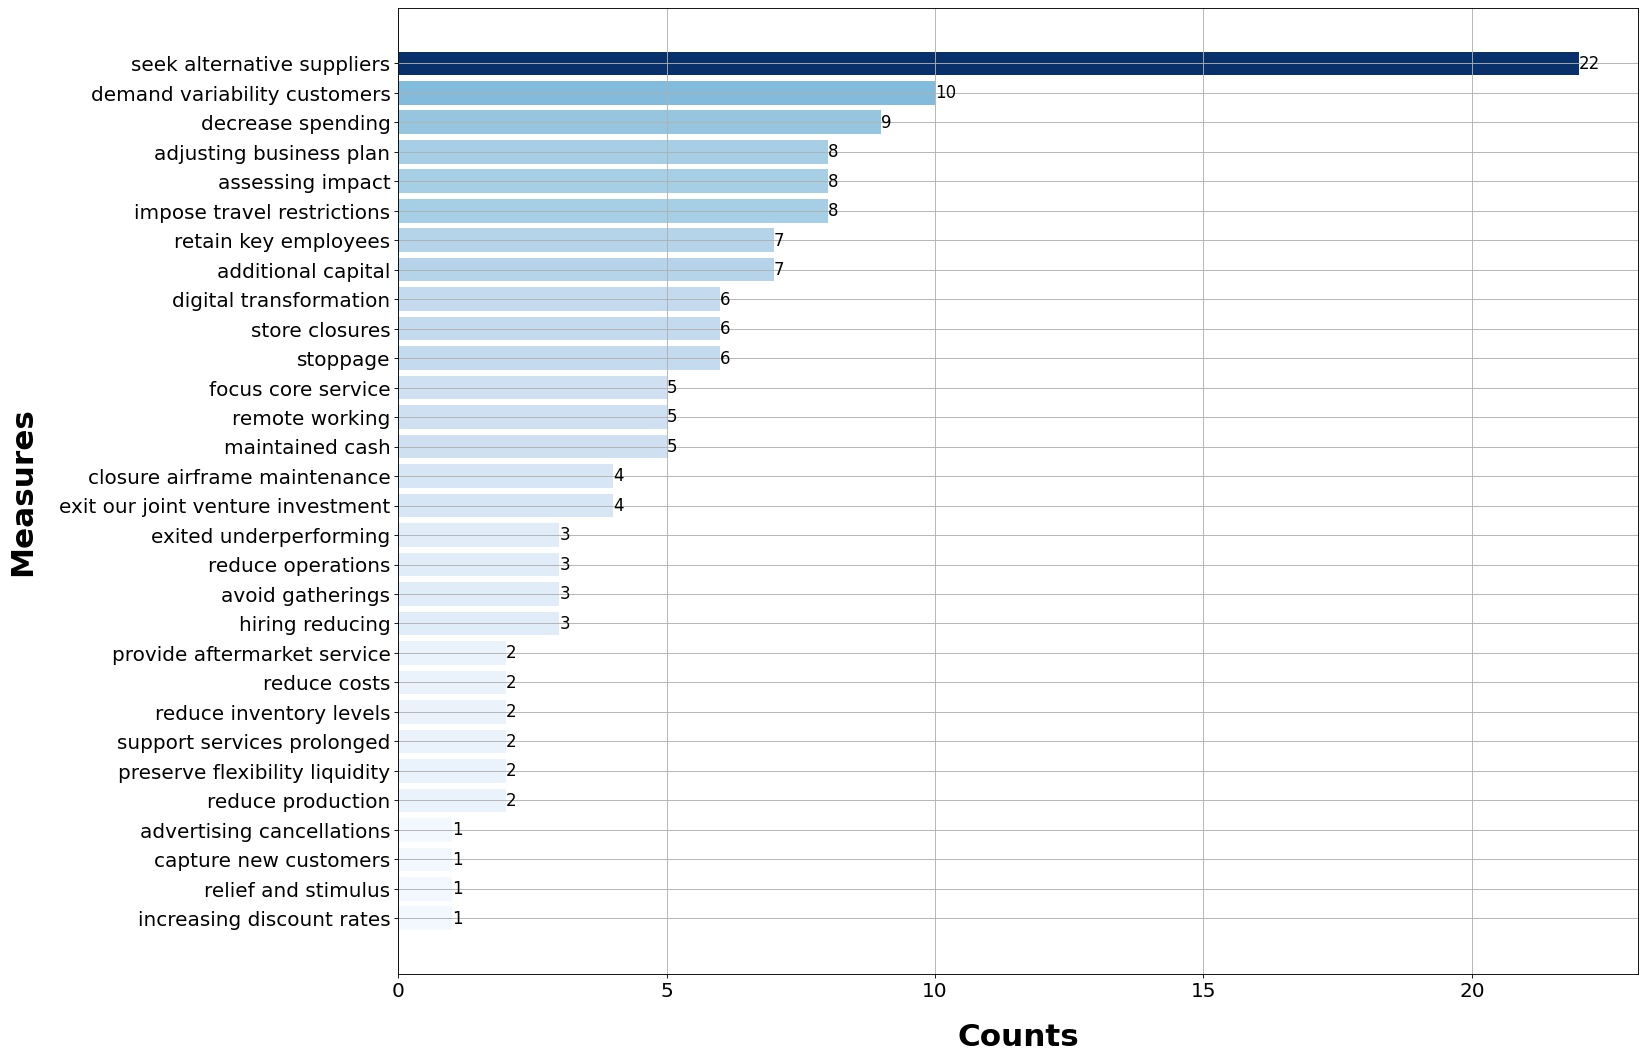 seek alternative suppliers 22
demand variability customers 10
decrease spending 9
adjusting business plan 8
assessing impact 8
impose travel restrictions 8
retain key employees 7
additional capital 7
digital transformation 6
store closures 6
stoppage 6
focus core service 5
remote working 5
maintained cash 5
closure airframe maintenance 4
exit our joint venture investment 4
exited underperforming 3
reduce operations 3
avoid gatherings 3
hiring reducing 3
provide aftermarket service 2
reduce costs 2
reduce inventory levels 2
support services prolonged 2
preserve flexibility liquidity 2
reduce production 2
advertising cancellations 1
capture new customers 1
relief and stimulus 1
increasing discount rates 1
0 5 10 15 20
Counts
Measures